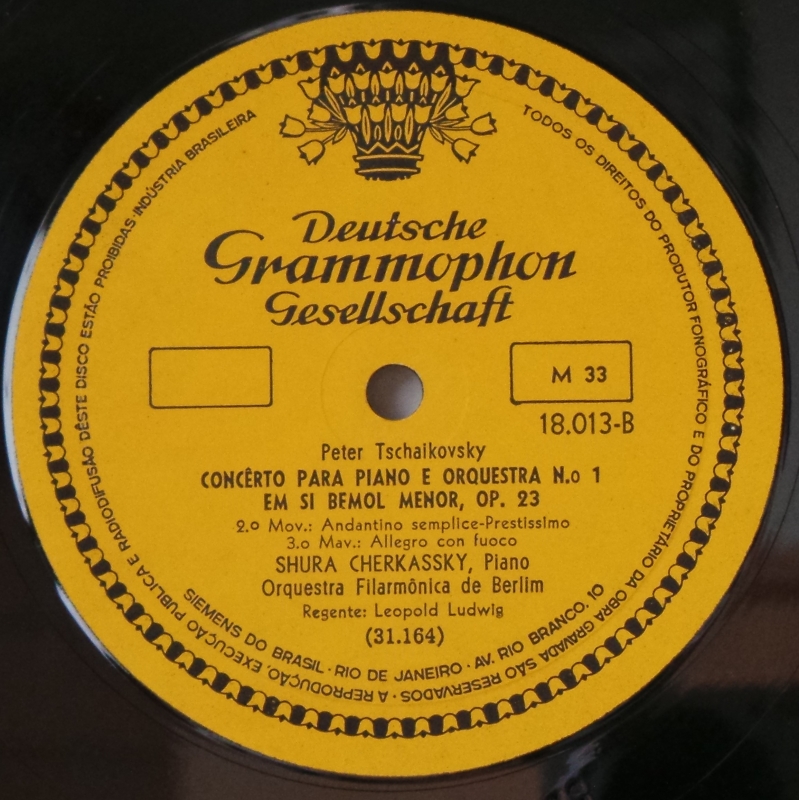 Deutsche
Grammophon
Gesellschaft
M 33
18.013-B
Peter Tschaikovsky
CONCÊRTO PARA PIANO E ORQUESTRA N.o 1
EM SI BEMOL MENOR, OP. 23
2.o Mov.: Andantino semplice-Prestissimo
3.o Mav.: Allegro con fuoco
SHURA CHERKASSKY, Piano
Orquestra Filarmônica de Berlim
Regente: Leopold Ludwig
(31.164)
SIEMENS DO BRASIL · RIO DE JANEIRO · AV. RIO BRANCO, 10
TODOS OS DIREITOS DO PRODUTOR FONOGRÁFICO E DO PROPRIETÁRIO DA OBRA GRAVADA SÃO RESERVADOS · A REPRODUÇÃO, EXECUÇÃO PÚBLICA E RADIODIFUSÃO DÊSTE DISCO ESTÃO PROIBIDAS · INDÚSTRIA BRASILEIRA